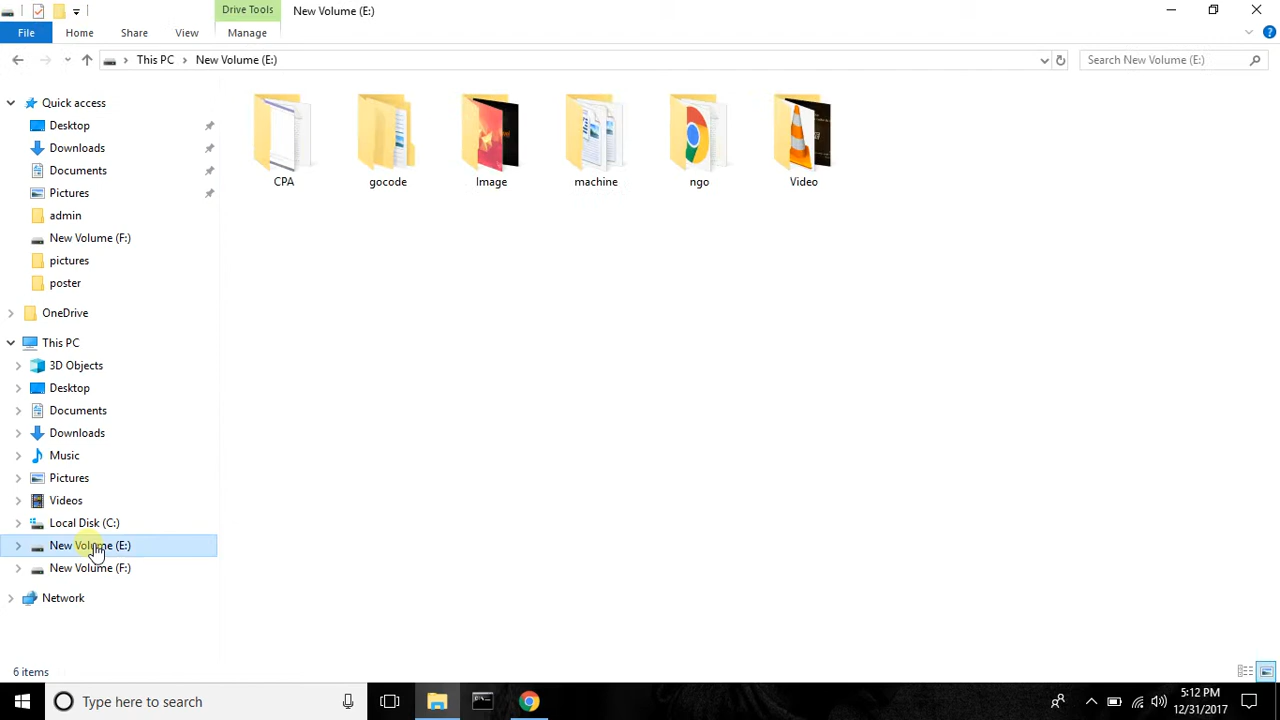 Drive Tools
New Volume (E:)
File
Home
Share
View
Manage
This PC
New Volume (E:)
Search New Volume (E:)
Quick access
Desktop
Downloads
Documents
Pictures
admin
New Volume (F:)
pictures
poster
OneDrive
This PC
3D Objects
Desktop
Documents
Downloads
Music
Pictures
Videos
Local Disk (C:)
New Volume (E:)
New Volume (F:)
Network
CPA
gocode
Image
machine
ngo
Video
6 items
Type here to search
5:12 PM
12/31/2017